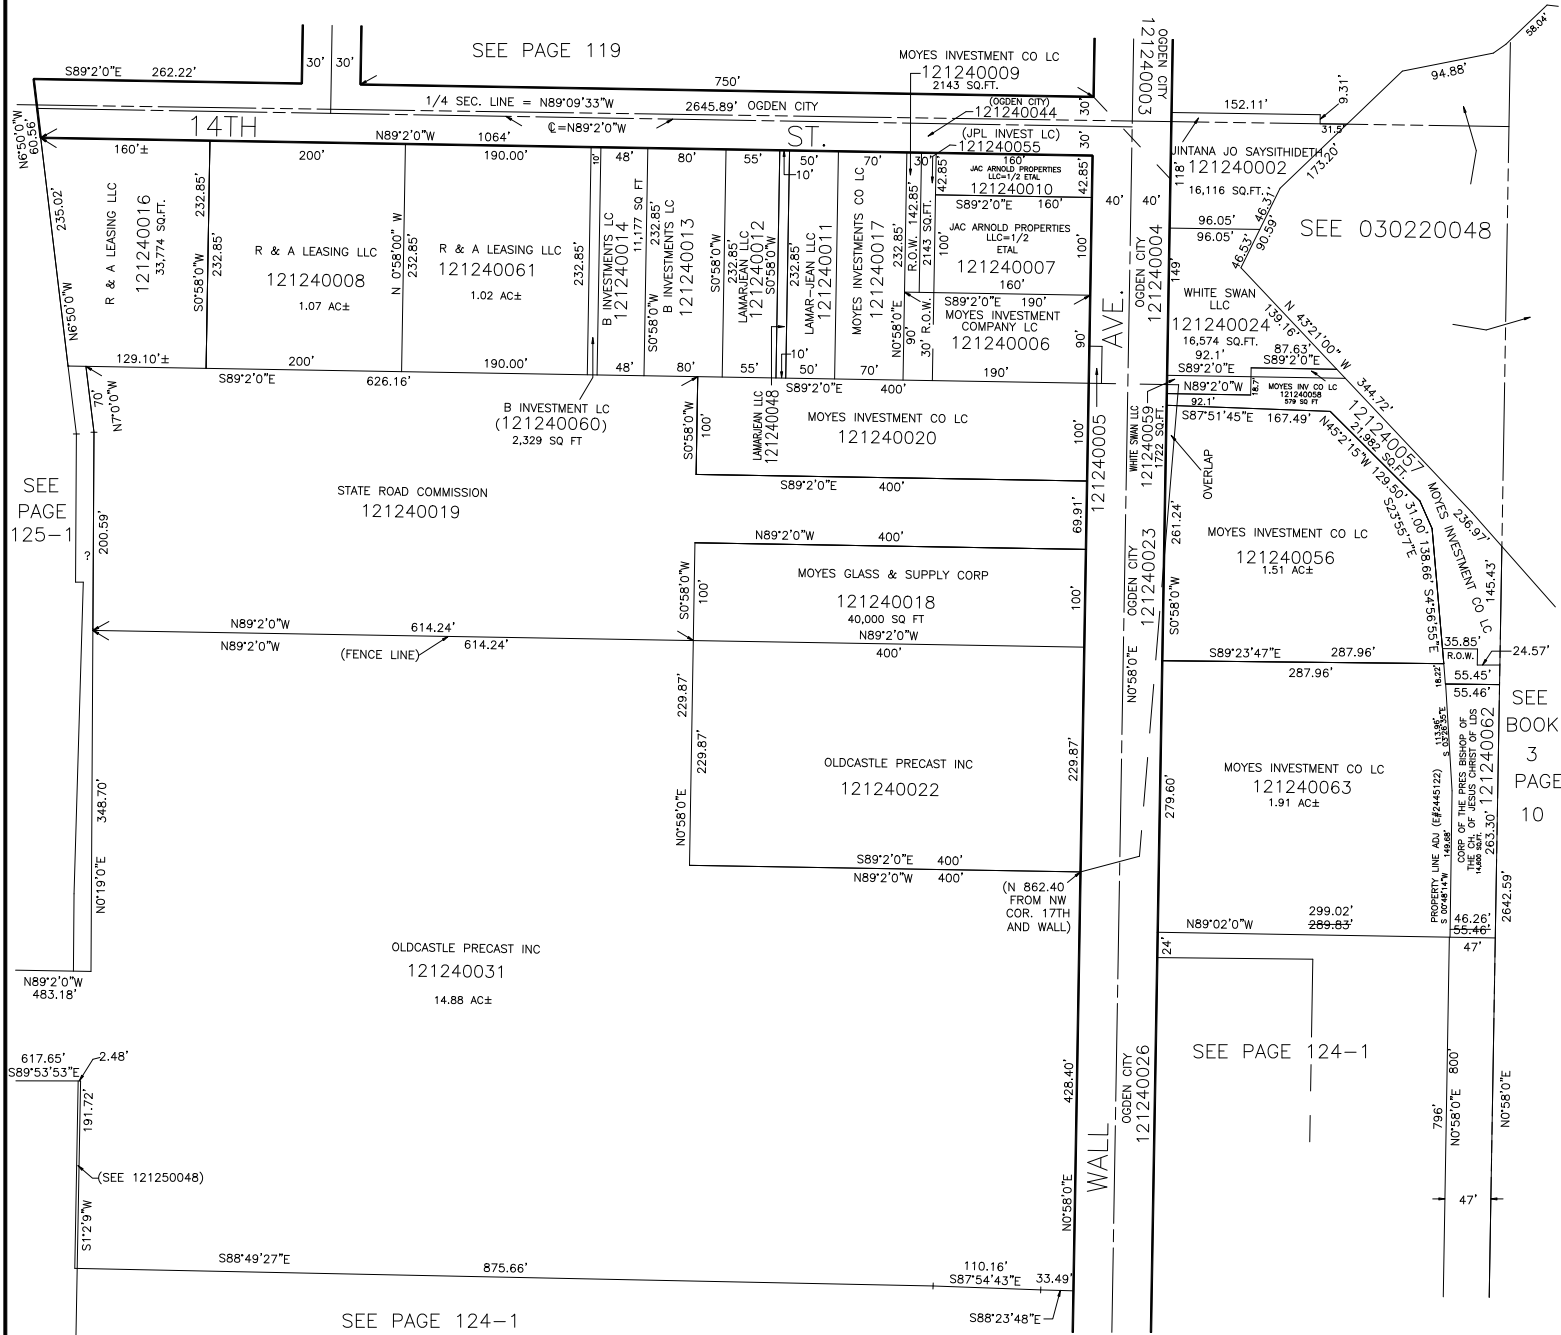 SEE PAGE 119
S89°2'0"E 262.22'
30' 30'
750'
MOYES INVESTMENT CO LC
121240009
2143 SQ.FT.
OGDEN CITY
121240003
58.04'
94.88'
9.31'
152.11'
31.5'
1/4 SEC. LINE = N89°09'33"W 2645.89' OGDEN CITY
(OGDEN CITY)
121240044
30'
30'
14TH ST.
℄=N89°2'0"W
N89°2'0"W 1064'
(JPL INVEST LC)
121240055
N6°50'0"W
60.56'
160'±
200'
190.00'
10'
48'
80'
55'
10'
50'
70'
30'
160'
235.02'
N6°50'0"W
R & A LEASING LLC
121240016
33,774 SQ.FT.
232.85'
S0°58'0"W
232.85'
129.10'±
R & A LEASING LLC
121240008
1.07 AC±
200'
N 0°58'00" W
232.85'
R & A LEASING LLC
121240061
1.02 AC±
232.85'
190.00'
B INVESTMENTS LC
121240014
11,177 SQ FT
48'
232.85'
S0°58'0"W
B INVESTMENTS LC
121240013
80'
S0°58'0"W
232.85'
LAMARJEAN LLC
121240012
55'
S0°58'0"W
232.85'
LAMAR-JEAN LLC
121240011
10'
50'
MOYES INVESTMENTS CO LC
121240017
70'
232.85'
N0°58'0"E
R.O.W. 142.85'
2143 SQ.FT.
90'
30' R.O.W.
42.85'
JAC ARNOLD PROPERTIES
LLC=1/2 ETAL
121240010
42.85'
S89°2'0"E 160'
JAC ARNOLD PROPERTIES
LLC=1/2
ETAL
121240007
100'
100'
160'
S89°2'0"E 190'
MOYES INVESTMENT
COMPANY LC
121240006
90'
190'
S89°2'0"E 626.16'
S89°2'0"E 400'
40' 40'
AVE.
OGDEN CITY
121240004
JINTANA JO SAYSITHIDETH
121240002
16,116 SQ.FT.
118'
173.20'
46.31'
90.59'
96.05'
96.05'
46.53'
SEE 030220048
149'
WHITE SWAN
LLC
121240024
16,574 SQ.FT.
139.16'
N 43°21'00" W
344.72'
92.1'
S89°2'0"E
87.63'
S89°2'0"E
N89°2'0"W
92.1'
18.7'
MOYES INV CO LC
121240058
579 SQ FT
S87°51'45"E 167.49'
121240057
21,982 SQ.FT.
MOYES INVESTMENT CO LC
236.97'
N45°2'15"W 129.50'
31.00'
S23°55'7"E
138.66' S4°56'55"E
145.43'
WHITE SWAN LLC
121240059
1722 SQ.FT.
OVERLAP
B INVESTMENT LC
(121240060)
2,329 SQ FT
LAMARJEAN LLC
121240048
S0°58'0"W
100'
MOYES INVESTMENT CO LC
121240020
100'
S89°2'0"E 400'
121240005
69.91'
70'
N7°0'0"W
SEE
PAGE
125-1
?
200.59'
STATE ROAD COMMISSION
121240019
N89°2'0"W 400'
S0°58'0"W
100'
MOYES GLASS & SUPPLY CORP
121240018
40,000 SQ FT
100'
N89°2'0"W
400'
N89°2'0"W 614.24'
N89°2'0"W 614.24'
(FENCE LINE)
OGDEN CITY
121240023
N0°58'0"E
261.24'
S0°58'0"W
MOYES INVESTMENT CO LC
121240056
1.51 AC±
S89°23'47"E 287.96'
287.96'
35.85'
R.O.W.
24.57'
18.22'
55.45'
55.46'
SEE
BOOK
3
PAGE
10
229.87'
229.87'
N0°58'0"E
OLDCASTLE PRECAST INC
121240022
229.87'
S89°2'0"E 400'
N89°2'0"W 400'
(N 862.40
FROM NW
COR. 17TH
AND WALL)
279.60'
MOYES INVESTMENT CO LC
121240063
1.91 AC±
PROPERTY LINE ADJ (E#2445122)
S 00°48'14"W 149.68'
113.96'
S 03°26'35"E
CORP OF THE PRES BISHOP OF
THE CH. OF JESUS CHRIST OF LDS
14,600 SQ.FT.
263.30' 121240062
2642.59'
N89°02'0"W
299.02'
289.83'
46.26'
55.46'
24'
47'
348.70'
N0°19'0"E
OLDCASTLE PRECAST INC
121240031
14.88 AC±
N89°2'0"W
483.18'
617.65'
S89°53'53"E
2.48'
191.72'
(SEE 121250048)
S1°2'9"W
428.40'
N0°58'0"E
WALL
OGDEN CITY
121240026
SEE PAGE 124-1
800'
796'
N0°58'0"E
N0°58'0"E
47'
S88°49'27"E
875.66'
110.16'
S87°54'43"E
33.49'
S88°23'48"E
SEE PAGE 124-1